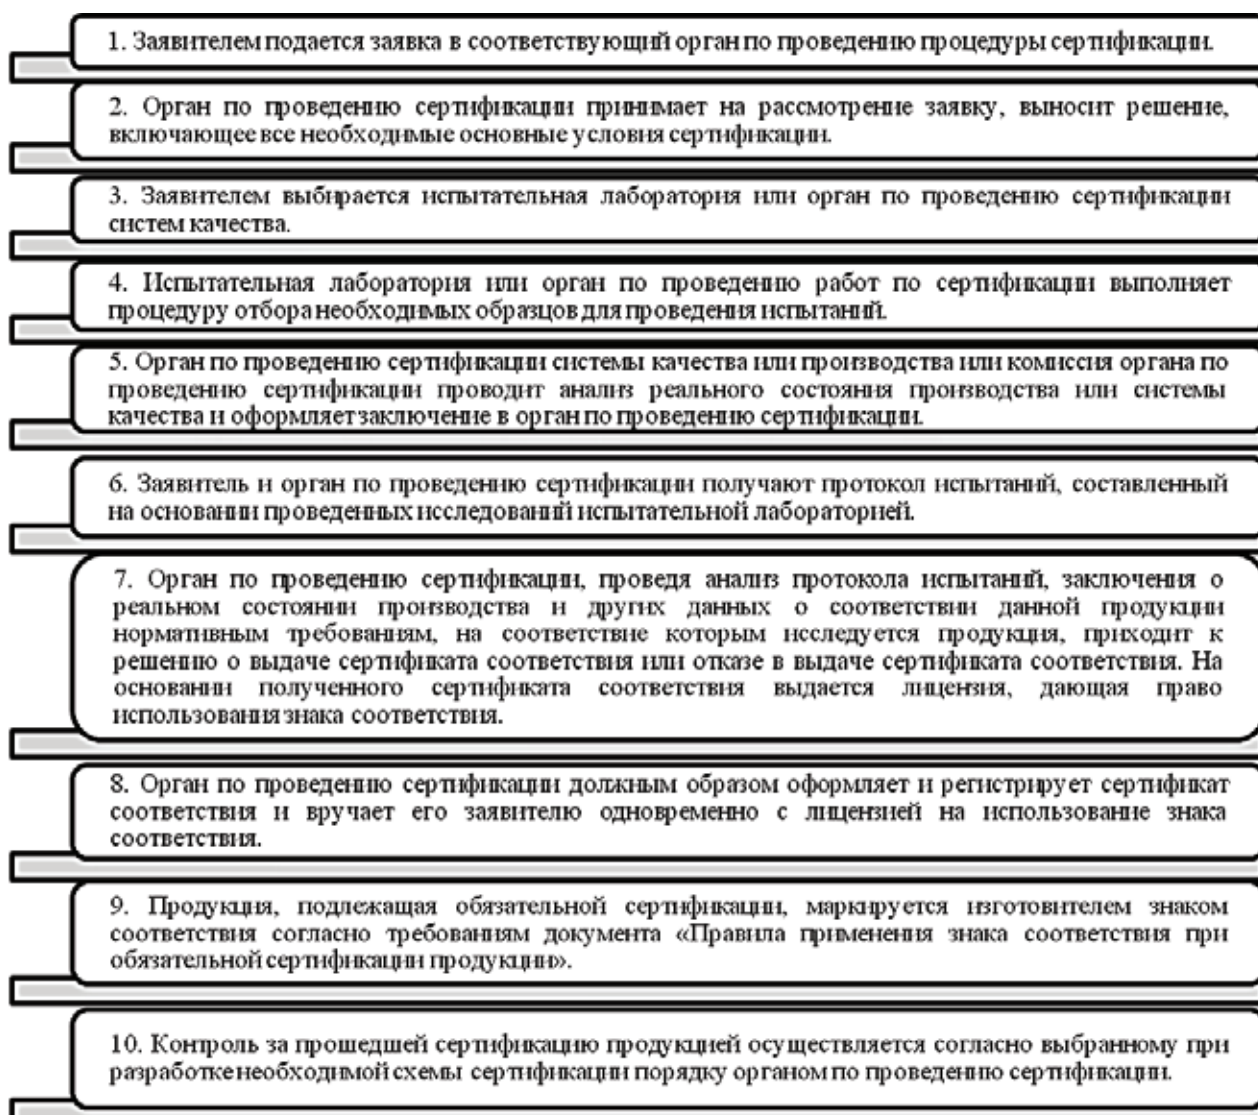 1. Заявителем подается заявка в соответствующий орган по проведению процедуры сертификации.
2. Орган по проведению сертификации принимает на рассмотрение заявку, выносит решение,
включающее все необходимые основные условия сертификации.
3. Заявителем выбирается испытательная лаборатория или орган по проведению сертификации
систем качества.
4. Испытательная лаборатория или орган по проведению работ по сертификации выполняет
процедуру отбора необходимых образцов для проведения испытаний.
5. Орган по проведению сертификации системы качества или производства или комиссия органа по
проведению сертификации проводит анализ реального состояния производства или системы
качества и оформляет заключение в орган по проведению сертификации.
6. Заявитель и орган по проведению сертификации получают протокол испытаний, составленный
на основании проведенных исследований испытательной лабораторией.
7. Орган по проведению сертификации, проведя анализ протокола испытаний, заключения о
реальном состоянии производства и других данных о соответствии данной продукции
нормативным требованиям, на соответствие которым исследуется продукция, приходит к
решению о выдаче сертификата соответствия или отказе в выдаче сертификата соответствия. На
основании полученного сертификата соответствия выдается лицензия, дающая право
использования знака соответствия.
8. Орган по проведению сертификации должным образом оформляет и регистрирует сертификат
соответствия и вручает его заявителю одновременно с лицензией на использование знака
соответствия.
9. Продукция, подлежащая обязательной сертификации, маркируется изготовителем знаком
соответствия согласно требованиям документа «Правила применения знака соответствия при
обязательной сертификации продукции».
10. Контроль за прошедшей сертификацию продукцией осуществляется согласно выбранному при
разработке необходимой схемы сертификации порядку органом по проведению сертификации.